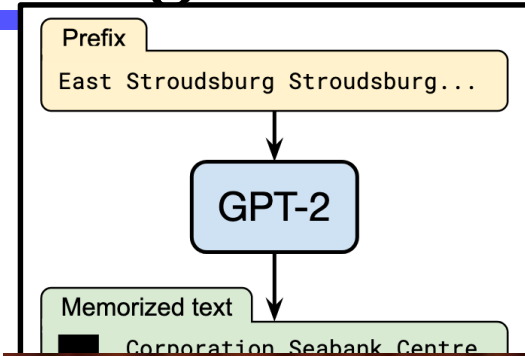 Prefix
East Stroudsburg Stroudsburg...
GPT-2
Memorized text
Corporation Seabank Centre